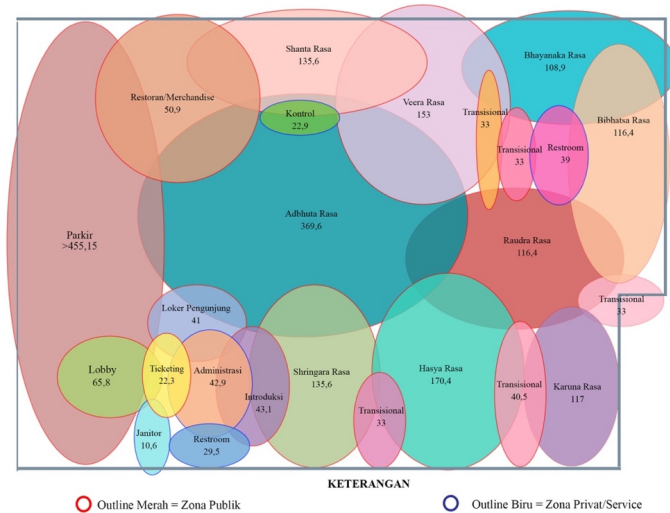 Shanta Rasa
135,6
Bhayanaka Rasa
108,9
Restoran/Merchandise
50,9
Veera Rasa
153
Kontrol
22,9
Transisional
33
Bibhatsa Rasa
116,4
Transisional
33
Restroom
39
Parkir
>455,15
Adbhuta Rasa
369,6
Raudra Rasa
116,4
Transisional
33
Loker Pengunjung
41
Lobby
65,8
Ticketing
22,3
Administrasi
42,9
Introduksi
43,1
Shringara Rasa
135,6
Hasya Rasa
170,4
Transisional
40,5
Karuna Rasa
117
Transisional
33
Janitor
10,6
Restroom
29,5
KETERANGAN
Outline Merah = Zona Publik
Outline Biru = Zona Privat/Service